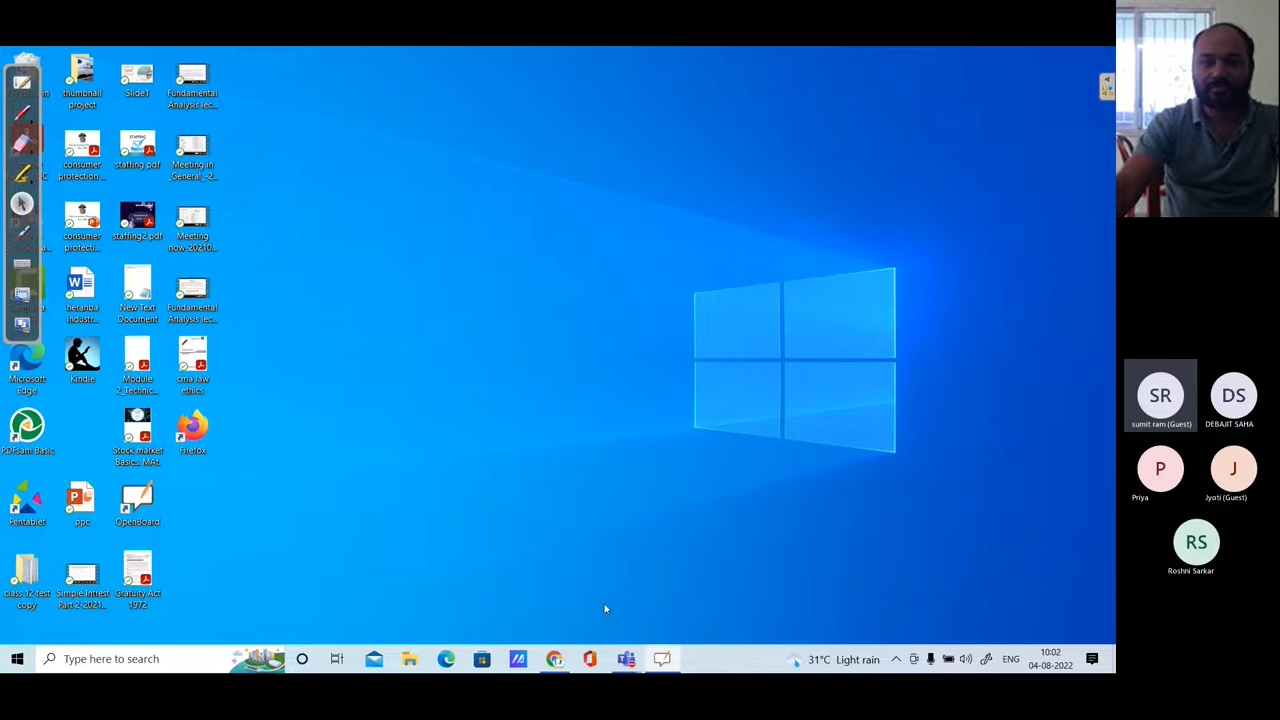 thumbnail
project
Slide1
Fundamental
Analysis lec...
consumer
protection...
staffing pdf
Meeting in
_General_-2...
consumer
protecti...
staffing2 pdf
Meeting
now-20210...
industr...
New Text
Document
Fundamental
Analysis lec...
Microsoft
Edge
Kindle
Module
2_Technic...
cma law
ethics
PDFsam Basic
Stock market
Basics_MAt...
Firefox
Pentablet
ppc
OpenBoard
class 12 test
copy
Simple Intrest
Part 2-2021...
Gratuity Act
1972
SR
sumit ram (Guest)
DS
DEBAJIT SAHA
P
Priya
J
Jyoti (Guest)
RS
Roshni Sarkar
Type here to search
31°C Light rain
ENG
10:02
04-08-2022